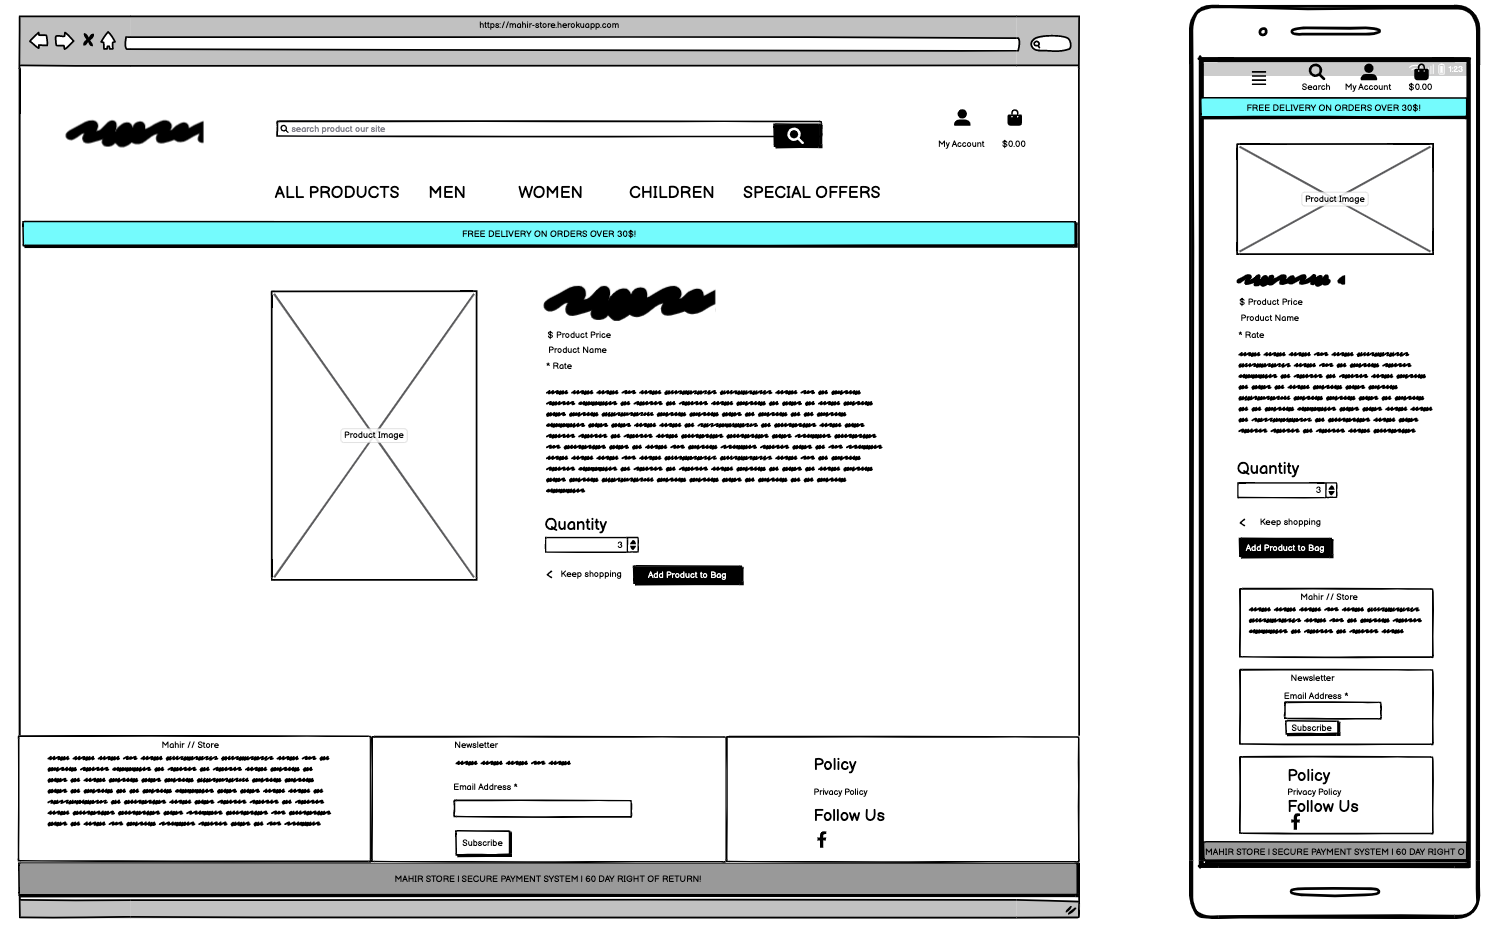 https://mahir-store.herokuapp.com
search product our site
My Account
$0.00
ALL PRODUCTS MEN WOMEN CHILDREN SPECIAL OFFERS
FREE DELIVERY ON ORDERS OVER 30$!
Product Image
$ Product Price
Product Name
* Rate
Quantity
3
Keep shopping
Add Product to Bag
Mahir // Store
Newsletter
Email Address *
Subscribe
Policy
Privacy Policy
Follow Us
MAHIR STORE | SECURE PAYMENT SYSTEM | 60 DAY RIGHT OF RETURN!
1:23
Search
My Account
$0.00
FREE DELIVERY ON ORDERS OVER 30$!
Product Image
$ Product Price
Product Name
* Rate
Quantity
3
Keep shopping
Add Product to Bag
Mahir // Store
Newsletter
Email Address *
Subscribe
Policy
Privacy Policy
Follow Us
MAHIR STORE | SECURE PAYMENT SYSTEM | 60 DAY RIGHT O